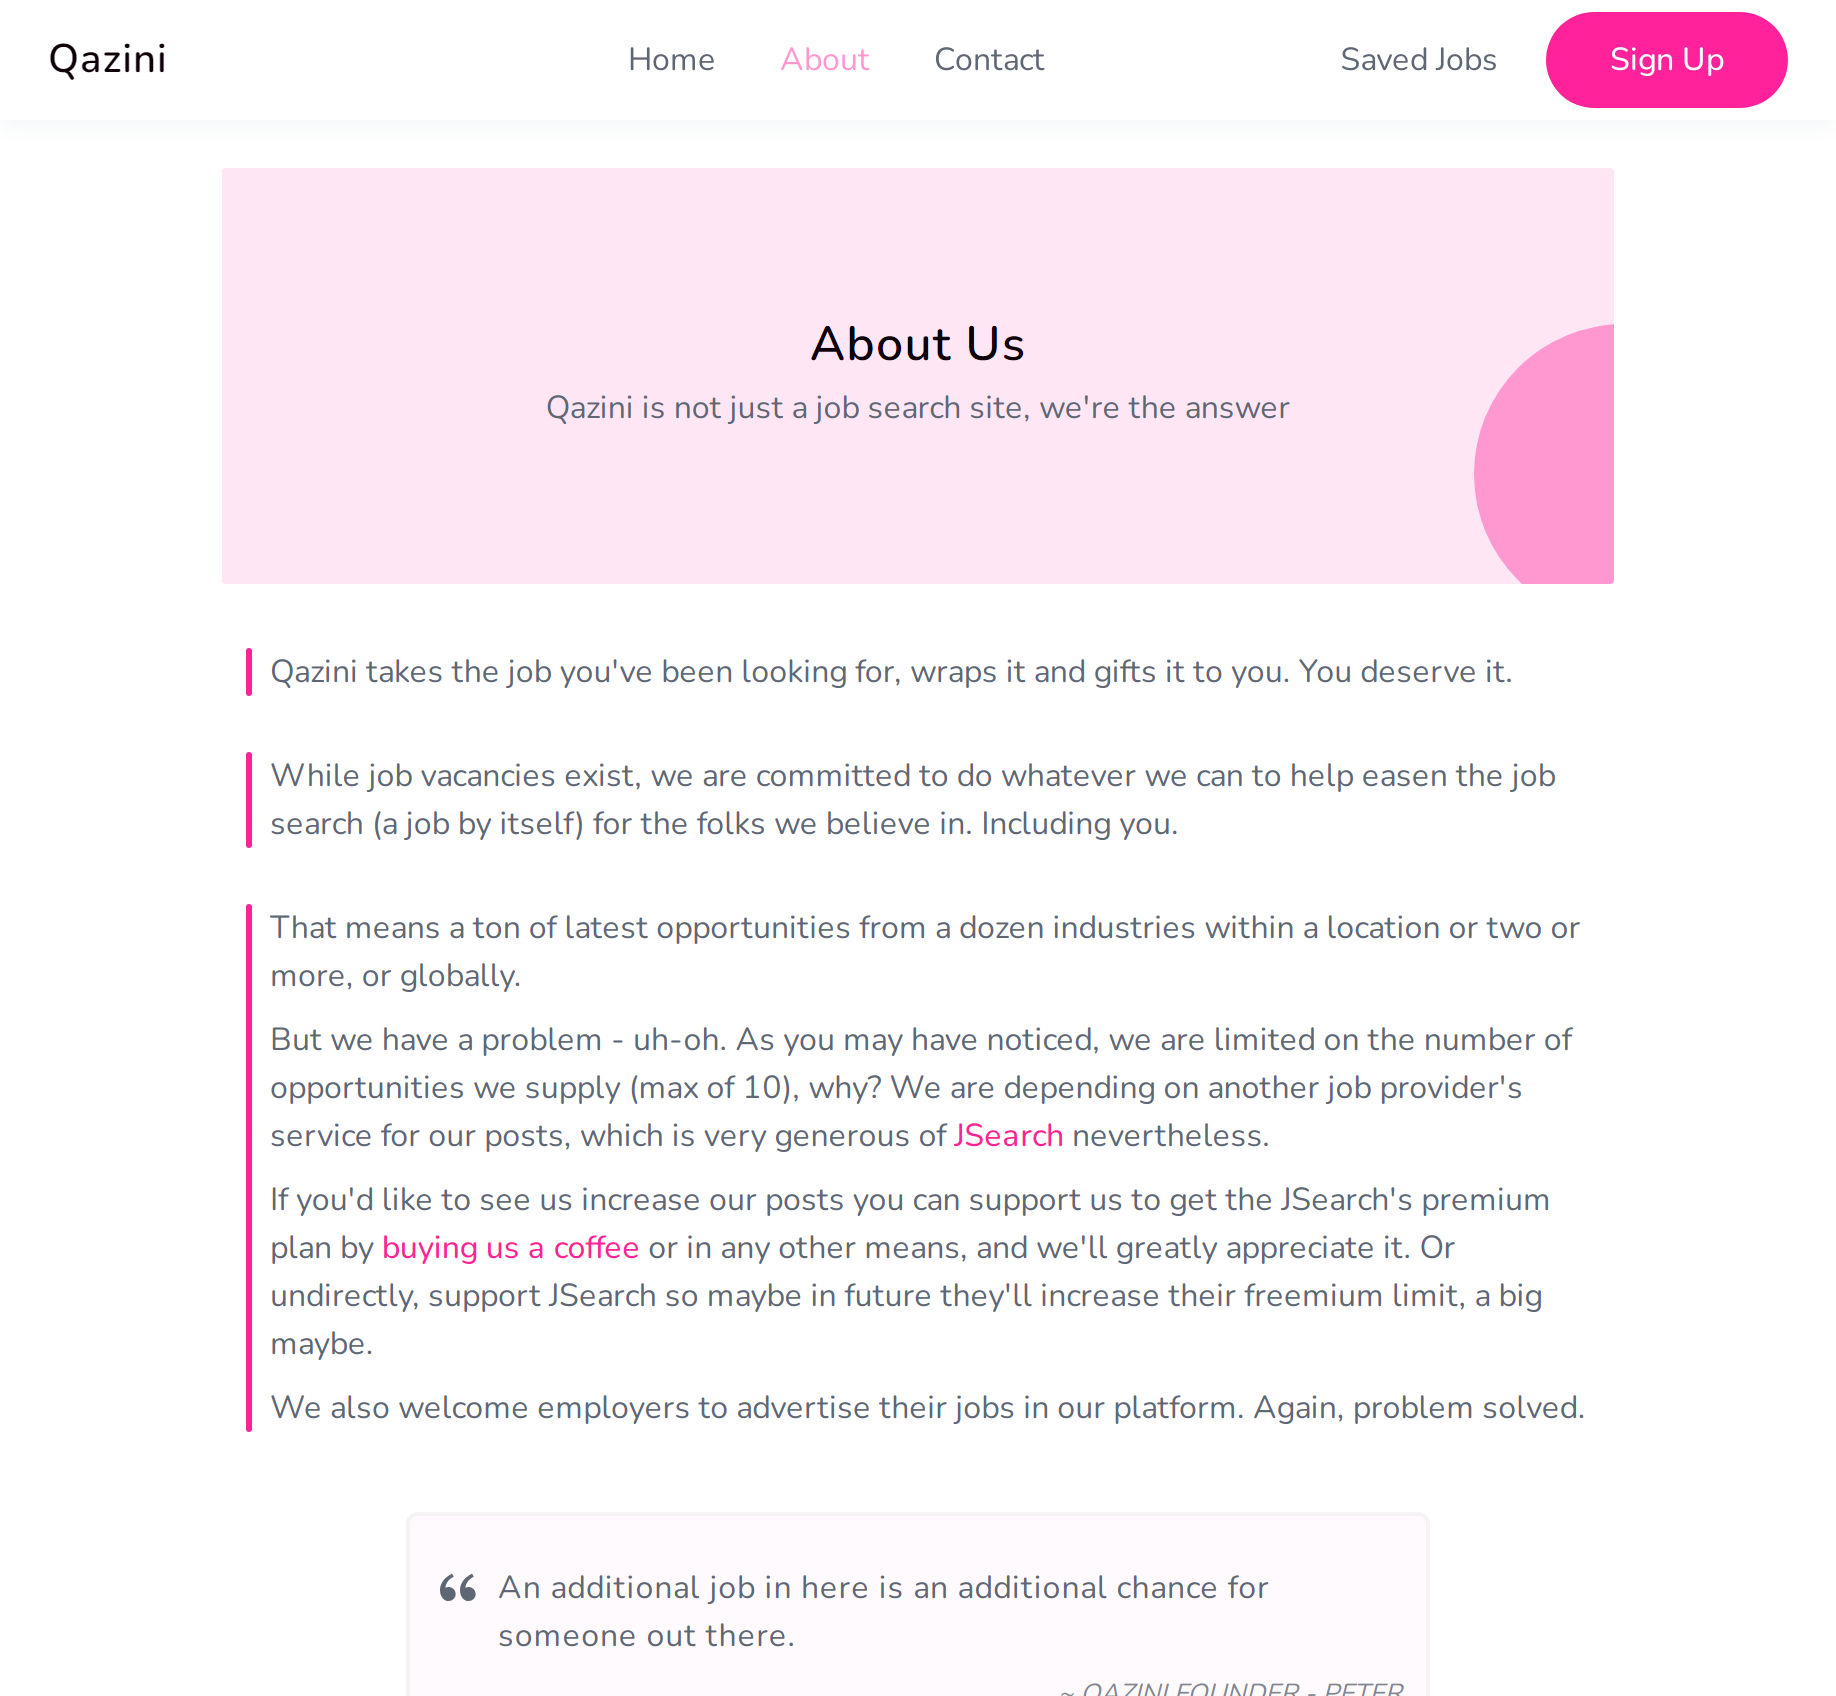 Qazini
Home About Contact Saved Jobs Sign Up
About Us
Qazini is not just a job search site, we're the answer
Qazini takes the job you've been looking for, wraps it and gifts it to you. You deserve it.
While job vacancies exist, we are committed to do whatever we can to help easen the job
search (a job by itself) for the folks we believe in. Including you.
That means a ton of latest opportunities from a dozen industries within a location or two or
more, or globally.
But we have a problem - uh-oh. As you may have noticed, we are limited on the number of
opportunities we supply (max of 10), why? We are depending on another job provider's
service for our posts, which is very generous of JSearch nevertheless.
If you'd like to see us increase our posts you can support us to get the JSearch's premium
plan by buying us a coffee or in any other means, and we'll greatly appreciate it. Or
undirectly, support JSearch so maybe in future they'll increase their freemium limit, a big
maybe.
We also welcome employers to advertise their jobs in our platform. Again, problem solved.
“ An additional job in here is an additional chance for
someone out there.
~ QAZINI FOUNDER - PETER